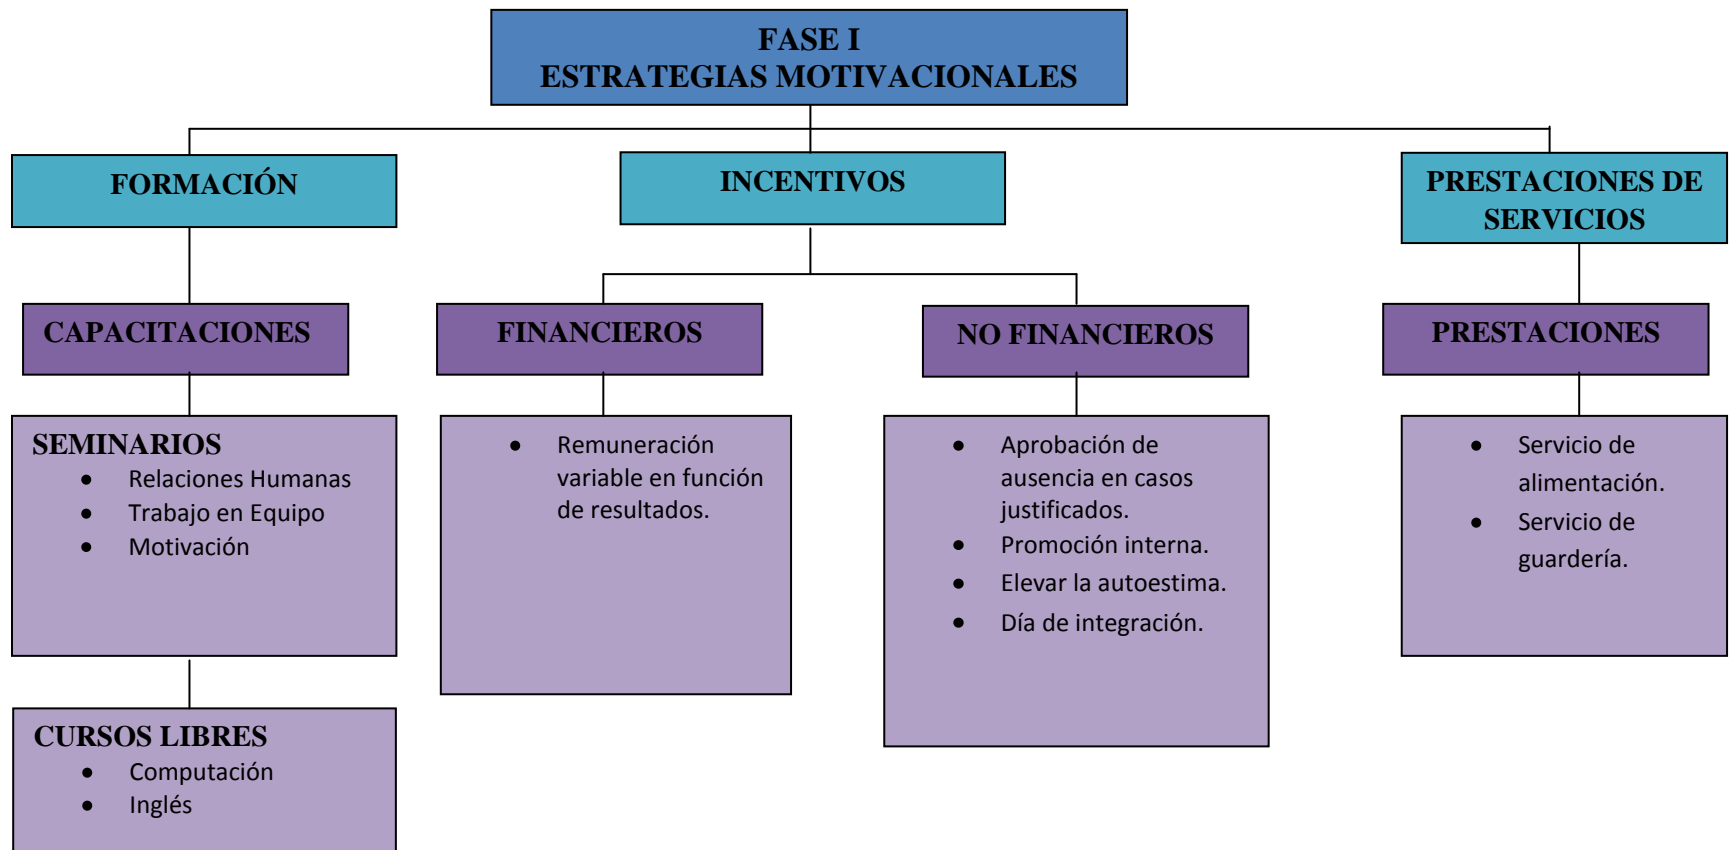 FASE I
ESTRATEGIAS MOTIVACIONALES
FORMACIÓN
INCENTIVOS
PRESTACIONES DE
SERVICIOS
CAPACITACIONES
FINANCIEROS
NO FINANCIEROS
PRESTACIONES
SEMINARIOS
• Relaciones Humanas
• Trabajo en Equipo
• Motivación
• Remuneración
variable en función
de resultados.
• Aprobación de
ausencia en casos
justificados.
• Promoción interna.
• Elevar la autoestima.
• Día de integración.
• Servicio de
alimentación.
• Servicio de
guardería.
CURSOS LIBRES
• Computación
• Inglés